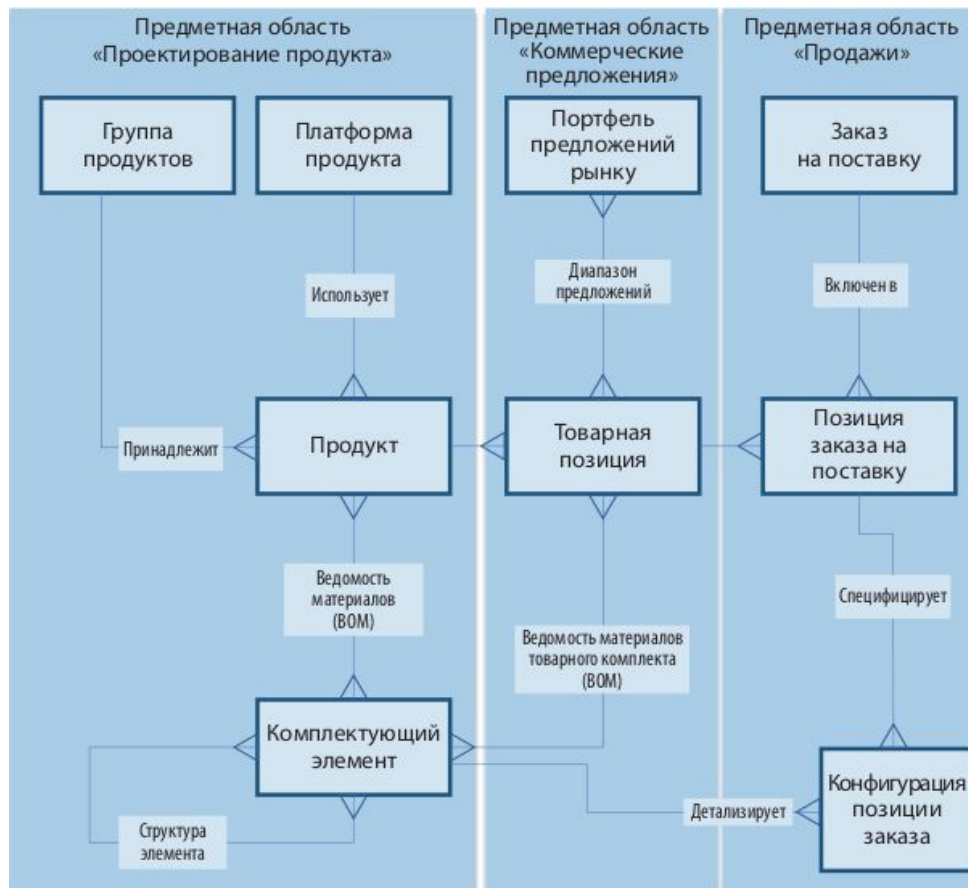 Предметная область
«Проектирование продукта»
Предметная область
«Коммерческие
предложения»
Предметная область
«Продажи»
Группа
продуктов
Платформа
продукта
Портфель
предложений
рынку
Заказ
на поставку
Использует
Диапазон
предложений
Включен в
Принадлежит
Продукт
Товарная
позиция
Позиция
заказа на
поставку
Ведомость
материалов
(BOM)
Ведомость материалов
товарного комплекта
(BOM)
Специфицирует
Комплектующий
элемент
Структура
элемента
Детализирует
Конфигурация
позиции
заказа